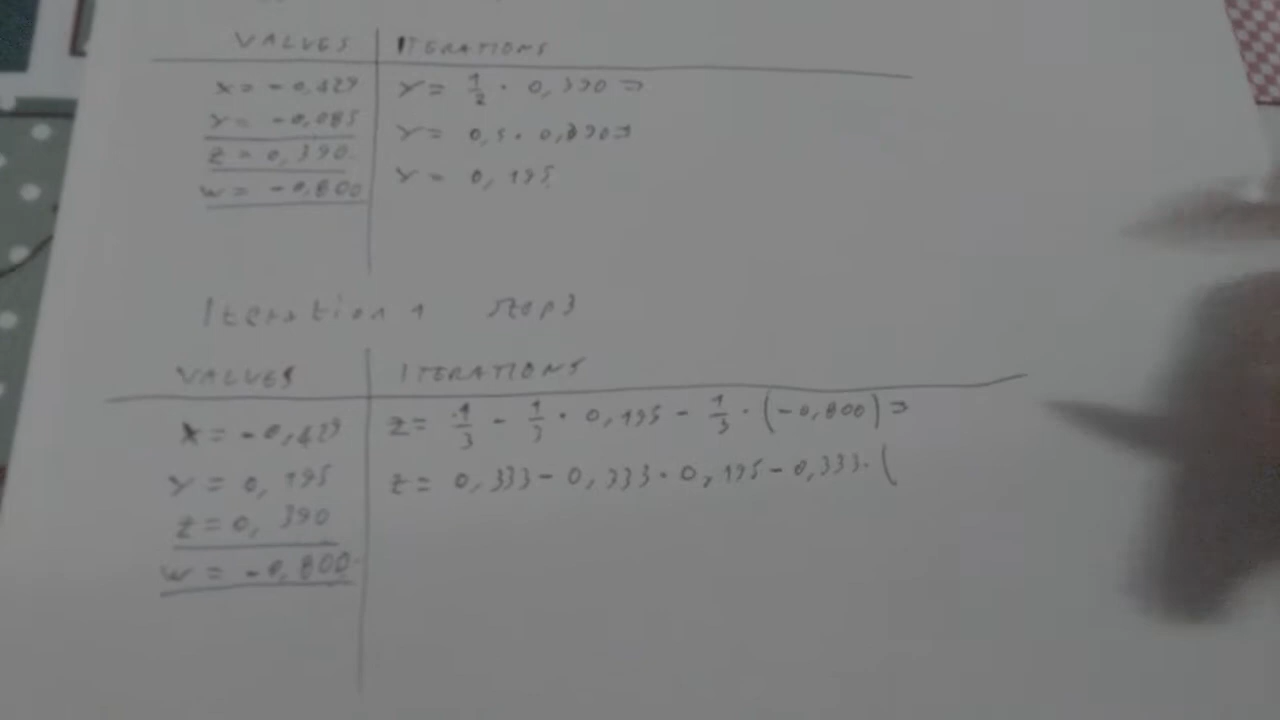 VALUES ITERATIONS
x = -0,429 Y = 1/2 · 0,390 =>
Y = -0,085 Y = 0,5 · 0,390 =>
z = 0,390 Y = 0,195
w = -0,800
Iteration 1 step3
VALUES ITERATIONS
x = -0,429 z = 1/3 - 1/3 · 0,195 - 1/3 · (-0,800) =>
Y = 0,195 z = 0,333 - 0,333 · 0,195 - 0,333 · (
z = 0,390
w = -0,800